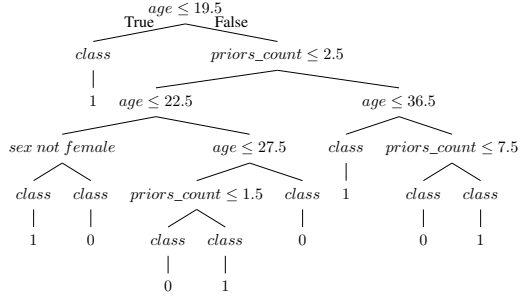 age ≤ 19.5
True False
class priors_count ≤ 2.5
1 age ≤ 22.5 age ≤ 36.5
sex not female age ≤ 27.5 class priors_count ≤ 7.5
class class priors_count ≤ 1.5 class 1 class class
1 0 class class 0 0 1
0 1